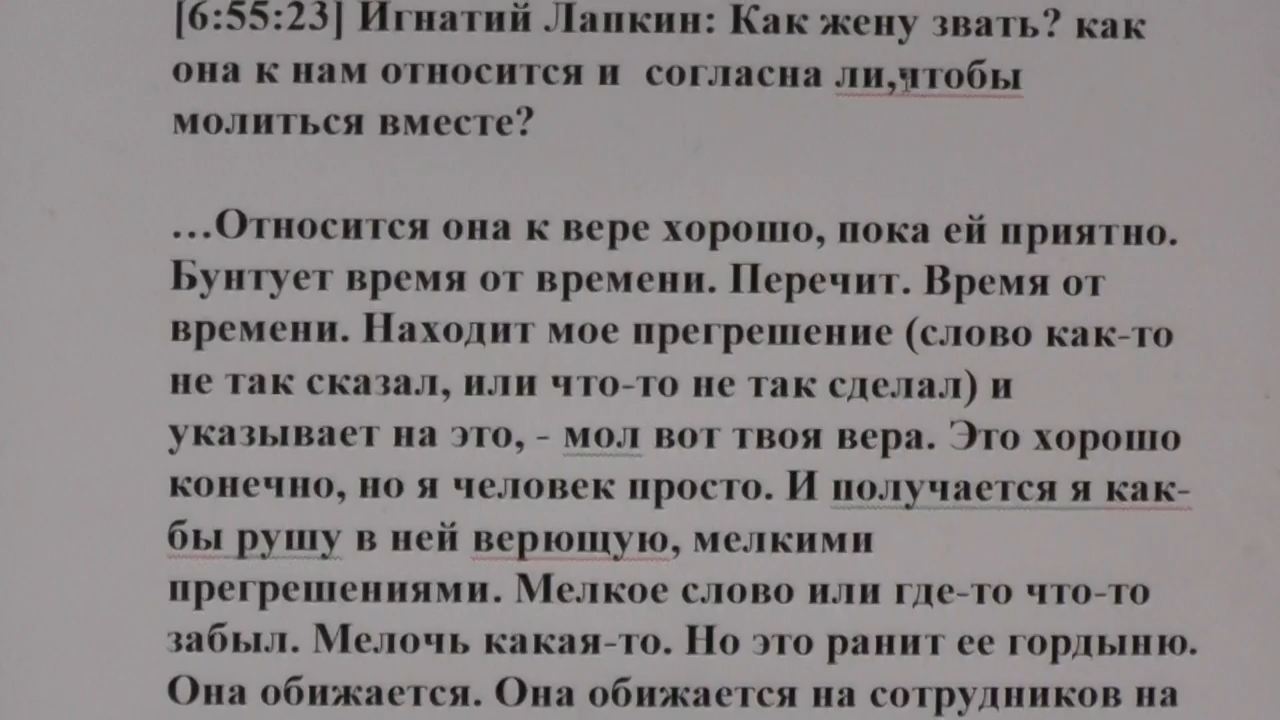 [6:55:23] Игнатий Лапкин: Как жену звать? как
она к нам относится и  согласна ли,чтобы
молиться вместе?
…Относится она к вере хорошо, пока ей приятно.
Бунтует время от времени. Перечит. Время от
времени. Находит мое прегрешение (слово как-то
не так сказал, или что-то не так сделал) и
указывает на это, - мол вот твоя вера. Это хорошо
конечно, но я человек просто. И получается я как-
бы рушу в ней верющую, мелкими
прегрешениями. Мелкое слово или где-то что-то
забыл. Мелочь какая-то. Но это ранит ее гордыню.
Она обижается. Она обижается на сотрудников на